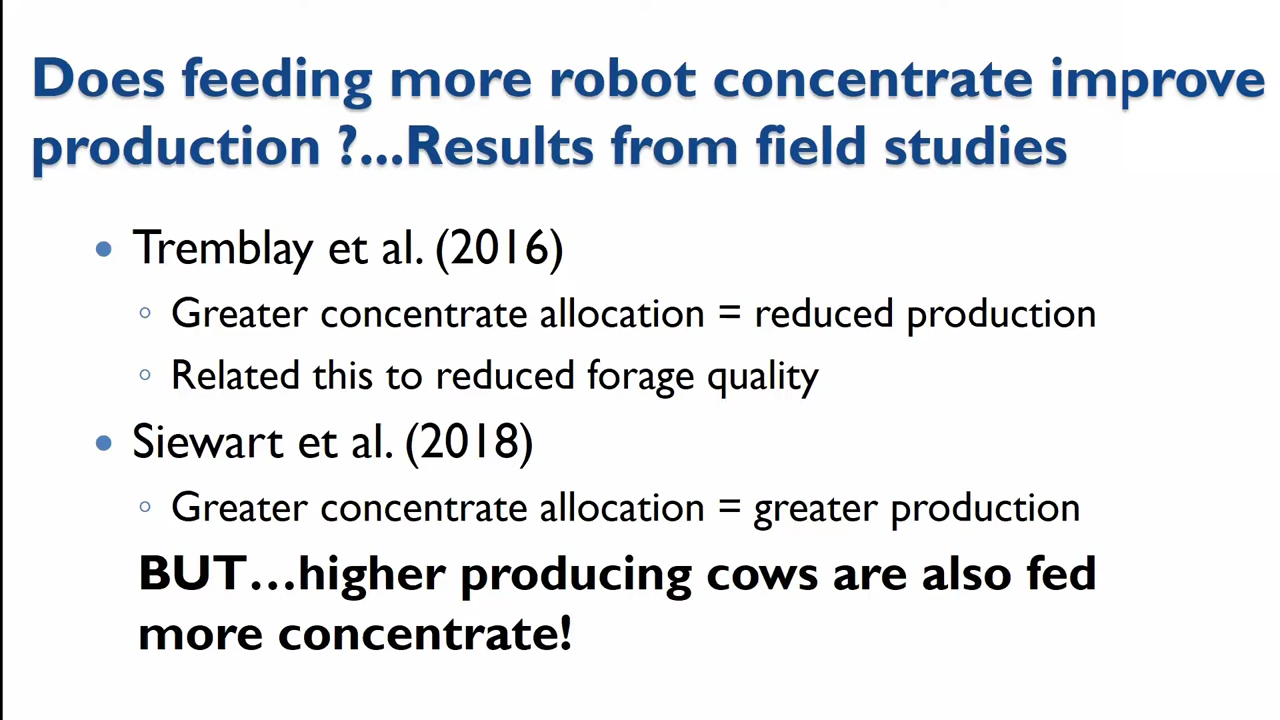 Does feeding more robot concentrate improve
production ?...Results from field studies
• Tremblay et al. (2016)
◦ Greater concentrate allocation = reduced production
◦ Related this to reduced forage quality
• Siewart et al. (2018)
◦ Greater concentrate allocation = greater production
BUT…higher producing cows are also fed
more concentrate!